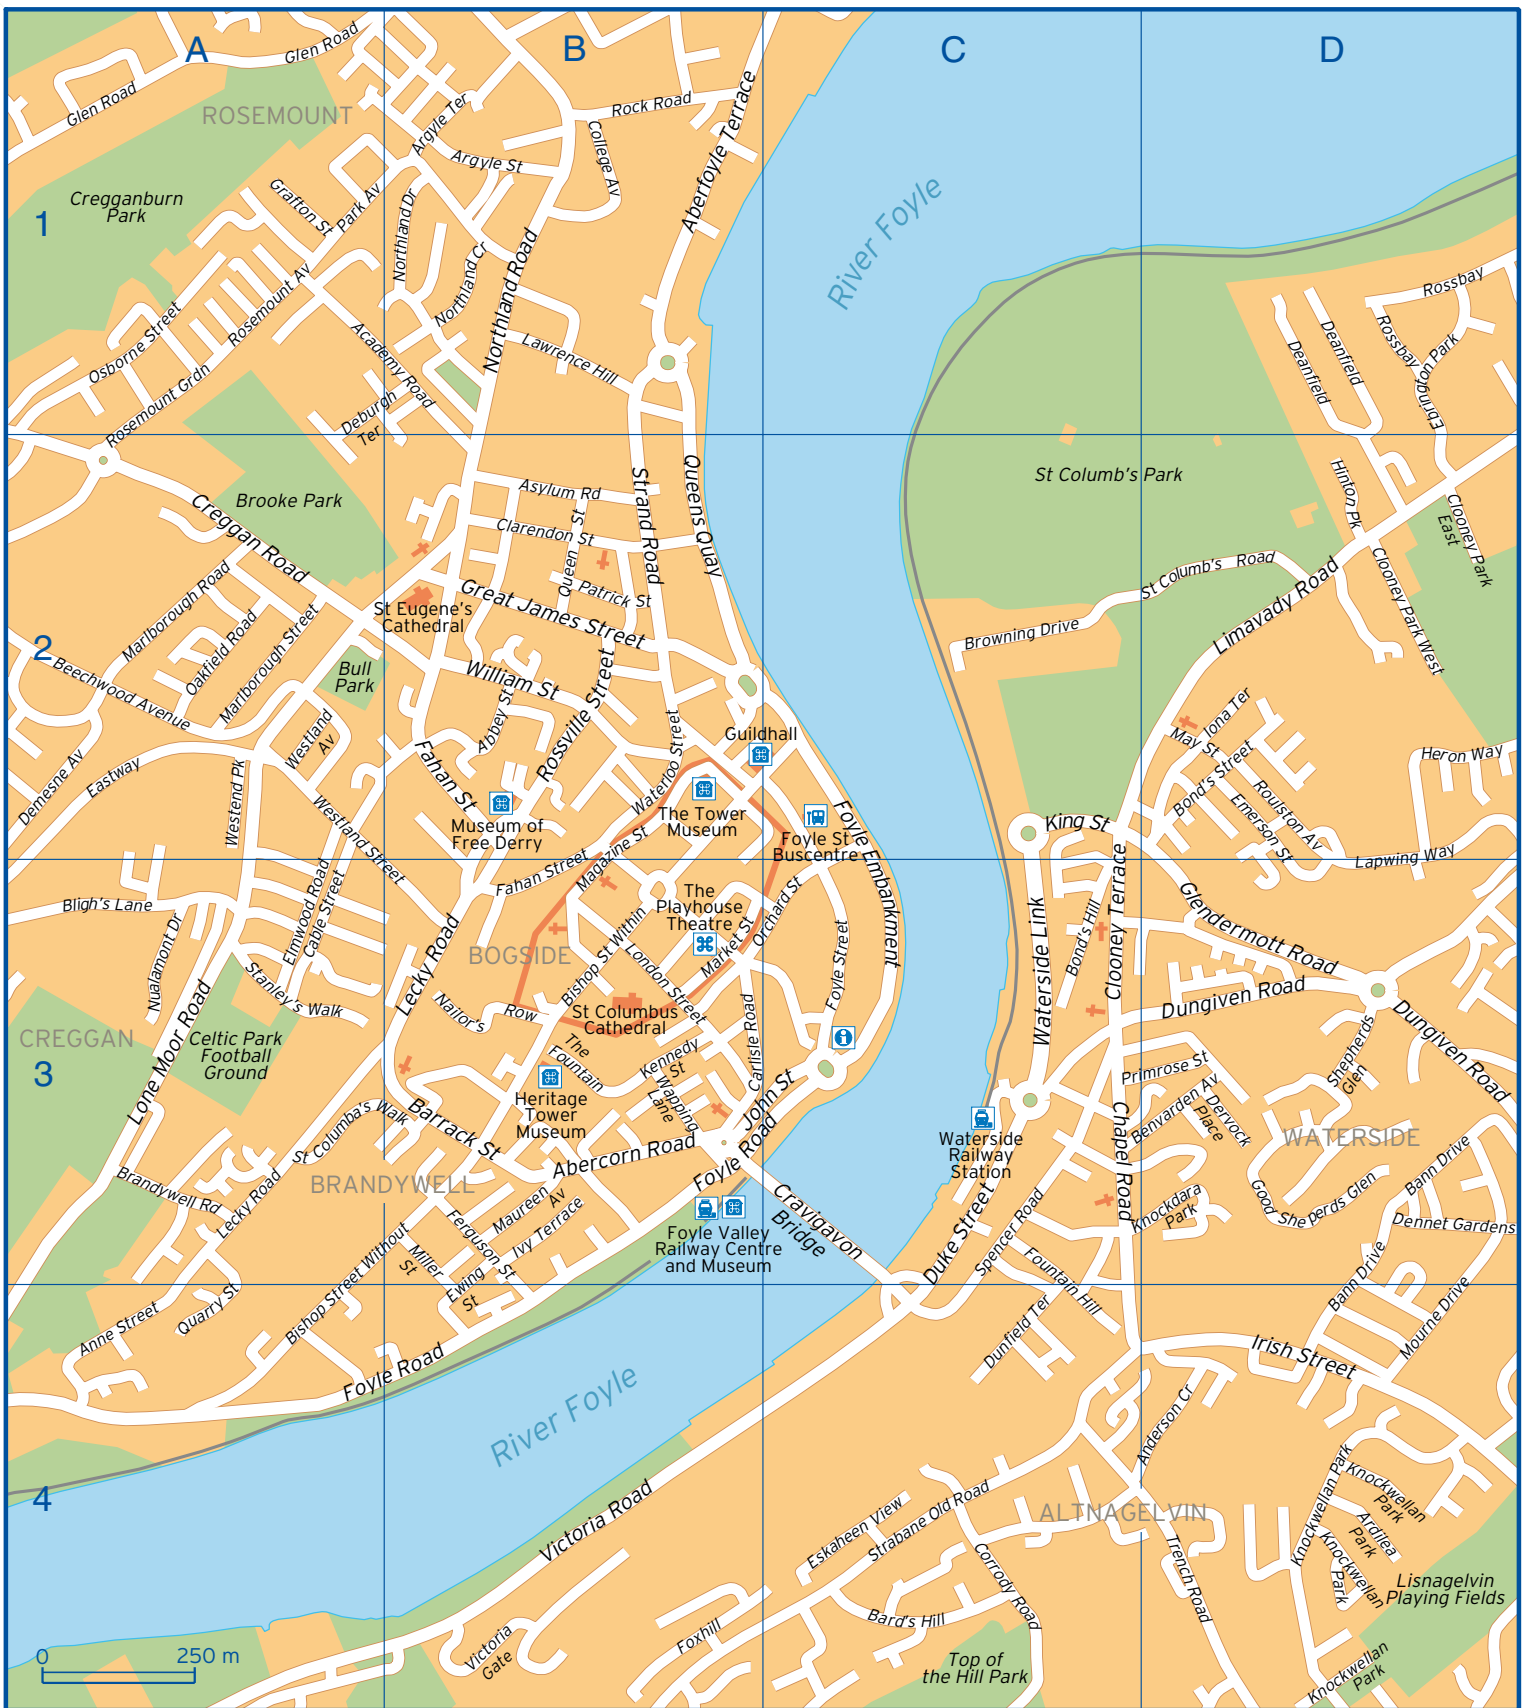 A
B
C
D
1
2
3
4
Glen Road
Glen Road
ROSEMOUNT
Cregganburn
Park
Grafton St
Park Av
Argyle Ter
Argyle St
Rock Road
College Av
Aberfoyle Terrace
Northland Dr
Northland Cr
Northland Road
Osborne Street
Rosemount Av
Rosemount Grdn
Academy Road
Deburgh
Ter
Lawrence Hill
River Foyle
Rossbay
Rossbay
Deanfield
Deanfield
Ebrington Park
Brooke Park
Creggan Road
Asylum Rd
Clarendon St
Queen St
Patrick St
Strand Road
Queens Quay
St Columb's Park
Hinton Pk
Clooney Park
East
Clooney Park West
St Columb's Road
Limavady Road
Browning Drive
Marlborough Road
Oakfield Road
Marlborough Street
Beechwood Avenue
St Eugene's
Cathedral
Great James Street
William St
Bull
Park
Abbey St
Rossville Street
Westland
Av
Demesne Av
Eastway
Westend Pk
Westland Street
Fahan St
Waterloo Street
Guildhall
Museum of
Free Derry
The Tower
Museum
Foyle St
Buscentre
Foyle Embankment
King St
May St
Iona Ter
Bond's Street
Emerson St
Roulston Av
Heron Way
Lapwing Way
Fahan Street
Magazine St
Bligh's Lane
Nualamont Dr
Elmwood Road
Cable Street
Stanley's Walk
Lecky Road
BOGSIDE
The
Playhouse
Theatre
Bishop St Within
London Street
Market St
Orchard St
Foyle Street
Waterside Link
Bond's Hill
Clooney Terrace
Glendermott Road
Dungiven Road
Dungiven Road
CREGGAN
Lone Moor Road
Celtic Park
Football
Ground
Nailor's Row
St Columbus
Cathedral
The
Fountain
Kennedy
St
Wapping
Lane
Carlisle Road
John St
Heritage
Tower
Museum
Shepherds
Glen
Primrose St
Benvarden Av
Dervock
Place
WATERSIDE
Waterside
Railway
Station
Chapel Road
St Columba's Walk
Barrack St
Abercorn Road
Foyle Road
BRANDYWELL
Brandywell Rd
Lecky Road
Maureen
Av
Ivy Terrace
Ferguson St
Miller
St
Ewing
St
Bishop Street Without
Foyle Valley
Railway Centre
and Museum
Cravigavon
Bridge
Duke Street
Spencer Road
Knockdara
Park
Good
Sheperds Glen
Bann Drive
Bann Drive
Dennet Gardens
Fountain Hill
Dunfield Ter
Mourne Drive
Irish Street
Anne Street
Quarry St
Foyle Road
River Foyle
Victoria Road
Anderson Cr
ALTNAGELVIN
Eskaheen View
Strabane Old Road
Corrody Road
Trench Road
Knockwellan Park
Knockwellan
Park
Ardlea
Park
Knockwellan
Park
Lisnagelvin
Playing Fields
Knockwellan
Park
Bard's Hill
Foxhill
Top of
the Hill Park
Victoria
Gate
0
250 m